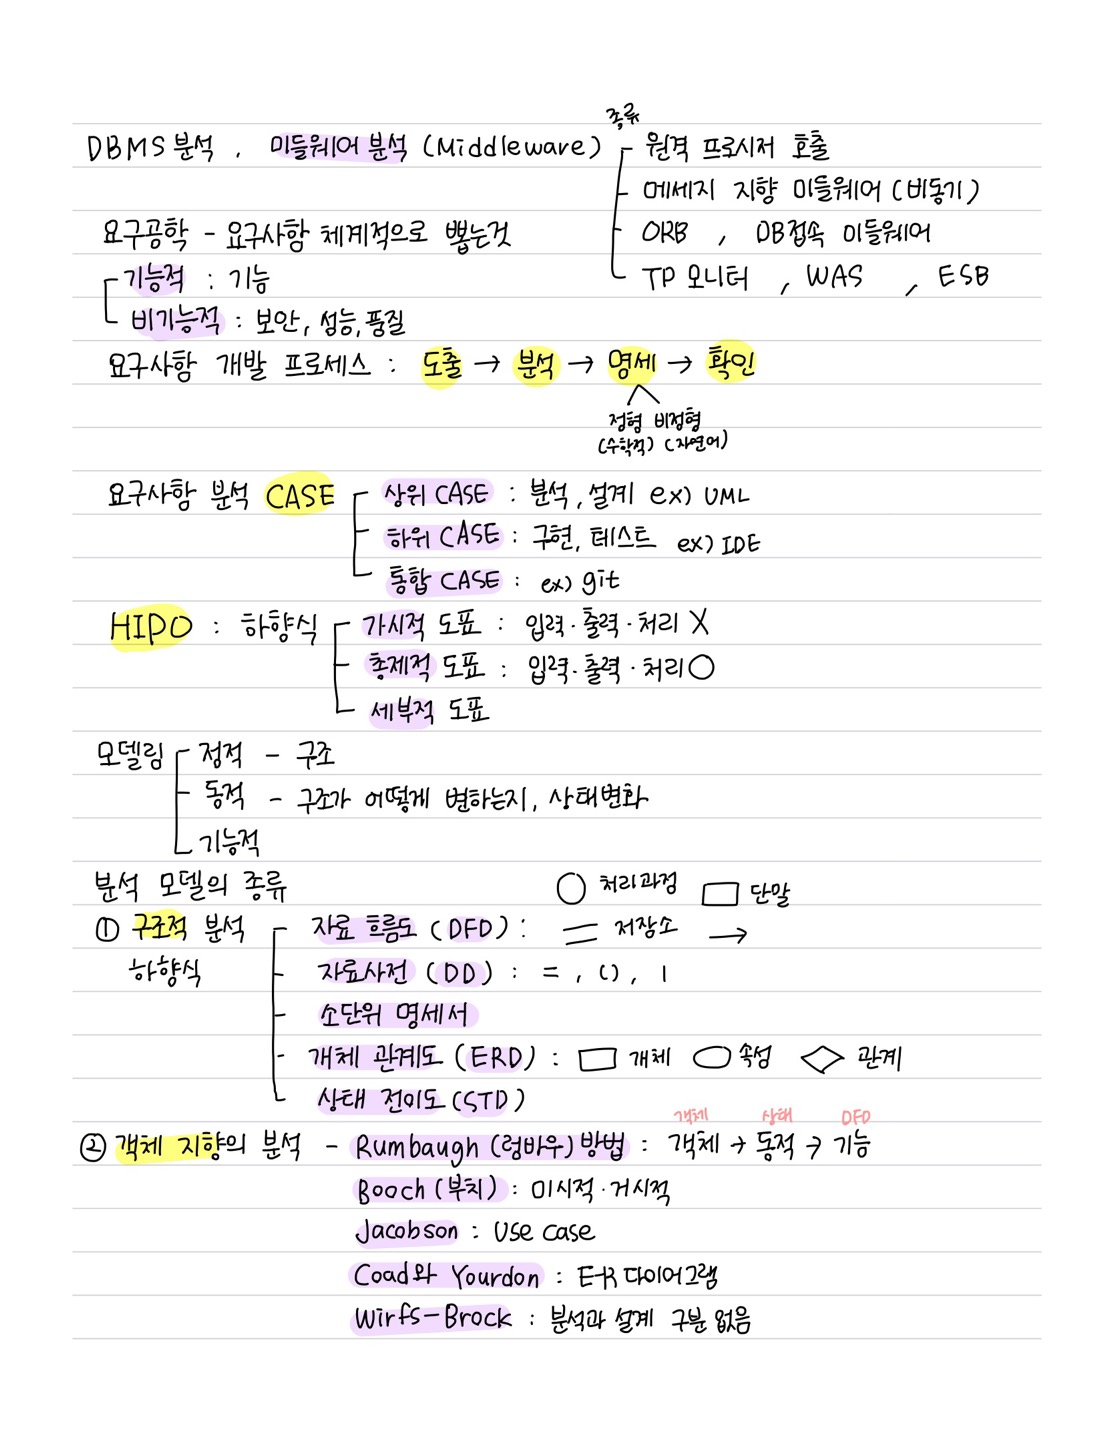 종류
DBMS 분석 , 미들웨어 분석 (Middleware) 원격 프로시저 호출
메세지 지향 미들웨어 (비동기)
요구공학 - 요구사항 체계적으로 뽑는것 ORB , DB접속 미들웨어
기능적 : 기능 TP 모니터 , WAS , ESB
비기능적 : 보안, 성능, 품질
요구사항 개발 프로세스 : 도출 → 분석 → 명세 → 확인
정형 비정형
(수학적) (자연어)
요구사항 분석 CASE 상위 CASE : 분석, 설계 ex) UML
하위 CASE : 구현, 테스트 ex) IDE
통합 CASE : ex) git
HIPO : 하향식 가시적 도표 : 입력·출력·처리 X
총체적 도표 : 입력·출력·처리 ○
세부적 도표
모델링 정적 - 구조
동적 - 구조가 어떻게 변하는지, 상태변화
기능적
분석 모델의 종류 ○ 처리과정 □ 단말
① 구조적 분석 자료 흐름도 (DFD) : = 저장소 →
하향식 자료사전 (DD) : = , () , |
소단위 명세서
개체 관계도 (ERD) : □ 개체 ○ 속성 ◇ 관계
상태 전이도 (STD)
객체 상태 DFD
② 객체 지향의 분석 - Rumbaugh (럼바우) 방법 : 객체 → 동적 → 기능
Booch (부치) : 미시적·거시적
Jacobson : Use Case
Coad와 Yourdon : E-R 다이어그램
Wirfs-Brock : 분석과 설계 구분 없음